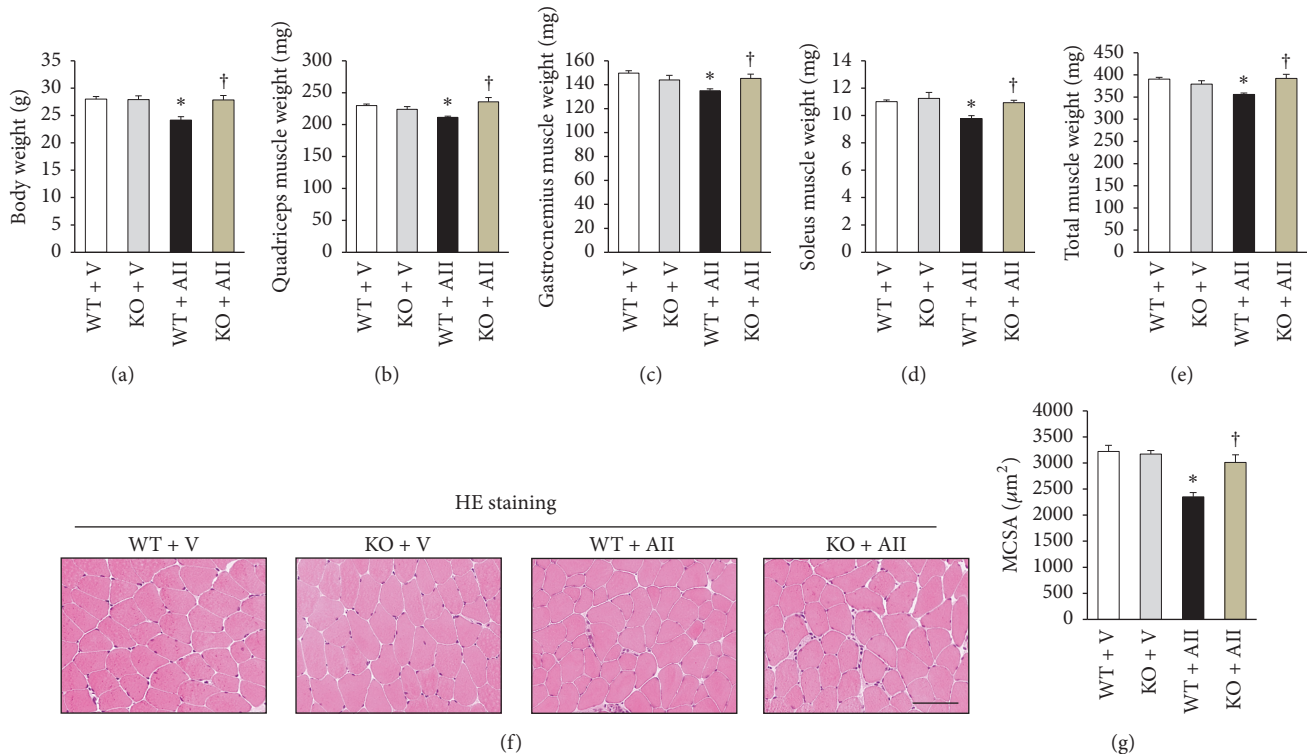 Body weight (g)
35
30
25
20
15
10
5
0
*
†
WT + V
KO + V
WT + AII
KO + AII
(a)
Quadriceps muscle weight (mg)
300
250
200
150
100
50
0
*
†
WT + V
KO + V
WT + AII
KO + AII
(b)
Gastrocnemius muscle weight (mg)
160
140
120
100
80
60
40
20
0
*
†
WT + V
KO + V
WT + AII
KO + AII
(c)
Soleus muscle weight (mg)
14
12
10
8
6
4
2
0
*
†
WT + V
KO + V
WT + AII
KO + AII
(d)
Total muscle weight (mg)
450
400
350
300
250
200
150
100
50
0
*
†
WT + V
KO + V
WT + AII
KO + AII
(e)
HE staining
WT + V
KO + V
WT + AII
KO + AII
(f)
MCSA (μm²)
4000
3500
3000
2500
2000
1500
1000
500
0
*
†
WT + V
KO + V
WT + AII
KO + AII
(g)